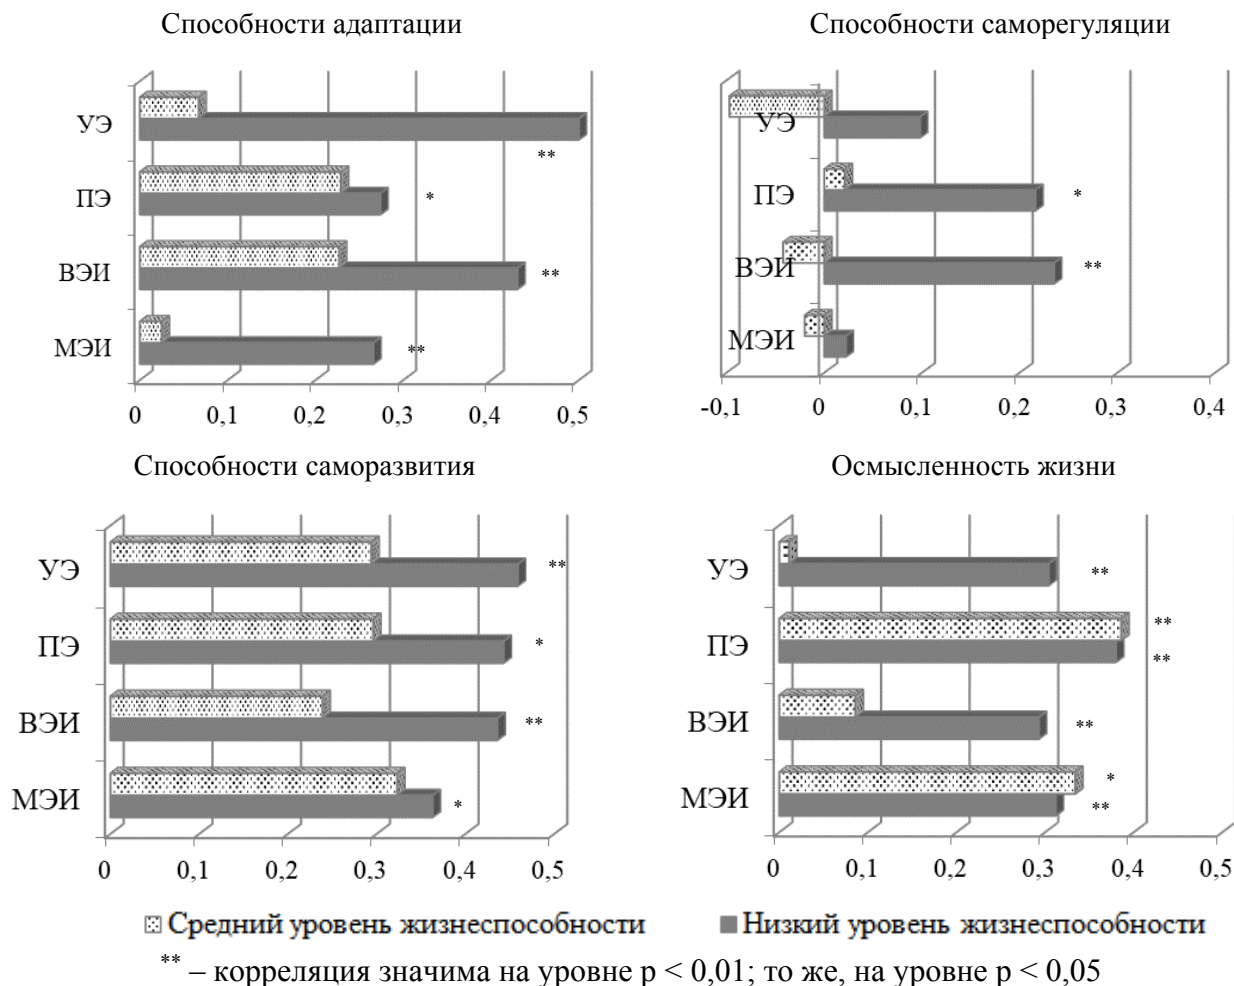 Способности адаптации
УЭ
**
ПЭ
*
ВЭИ
**
МЭИ
**
0 0,1 0,2 0,3 0,4 0,5
Способности саморегуляции
УЭ
ПЭ
*
ВЭИ
**
МЭИ
-0,1 0 0,1 0,2 0,3 0,4
Способности саморазвития
УЭ
**
ПЭ
*
ВЭИ
**
МЭИ
*
0 0,1 0,2 0,3 0,4 0,5
Осмысленность жизни
УЭ
**
ПЭ
**
**
ВЭИ
**
МЭИ
*
**
0 0,1 0,2 0,3 0,4 0,5
Средний уровень жизнеспособности Низкий уровень жизнеспособности
** – корреляция значима на уровне p < 0,01; то же, на уровне p < 0,05